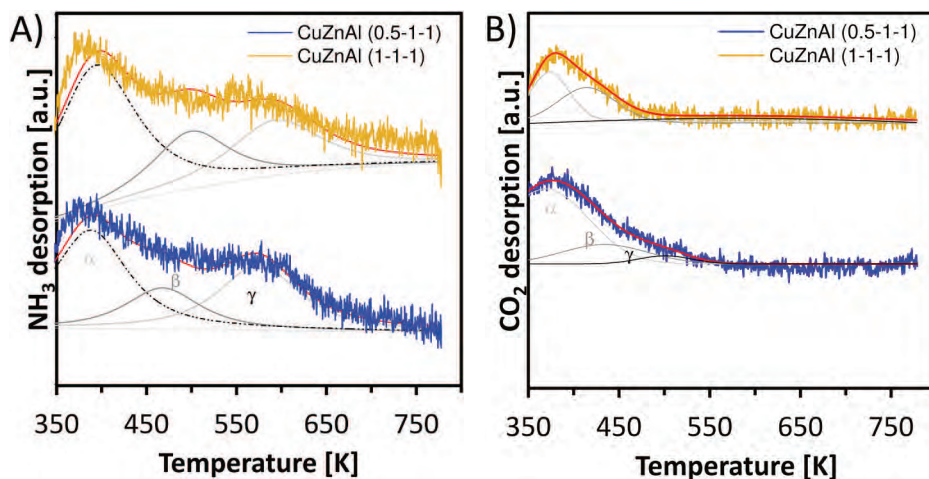 A)
CuZnAl (0.5-1-1)
CuZnAl (1-1-1)
NH3 desorption [a.u.]
α
β
γ
350 450 550 650 750
Temperature [K]
B)
CuZnAl (0.5-1-1)
CuZnAl (1-1-1)
CO2 desorption [a.u.]
α
β
γ
350 450 550 650 750
Temperature [K]